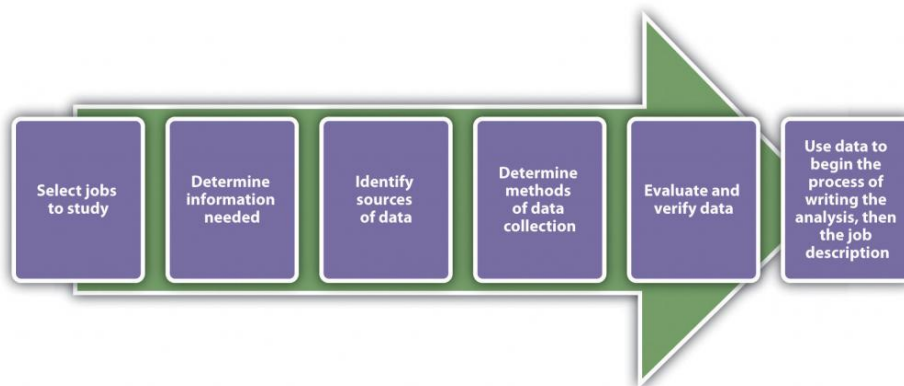 Select jobs
to study
Determine
information
needed
Identify
sources
of data
Determine
methods
of data
collection
Evaluate and
verify data
Use data to
begin the
process of
writing the
analysis, then
the job
description